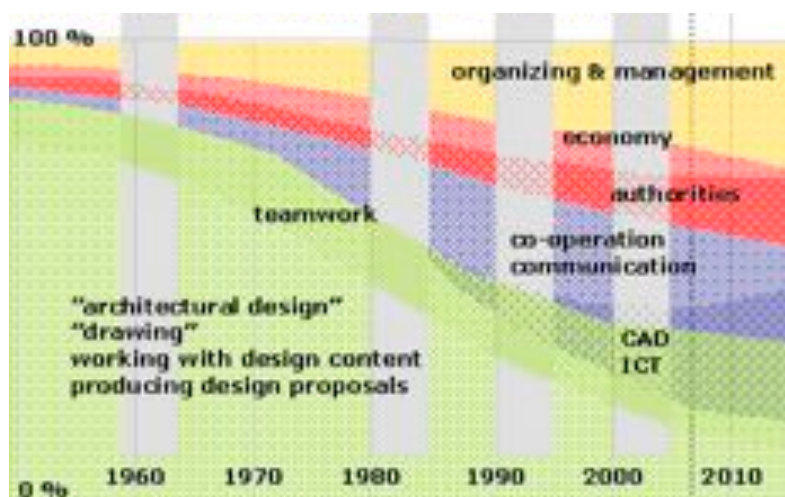 100 %
organizing & management
economy
authorities
teamwork
co-operation
communication
"architectural design"
"drawing"
working with design content
producing design proposals
CAD
ICT
0 %
1960 1970 1980 1990 2000 2010